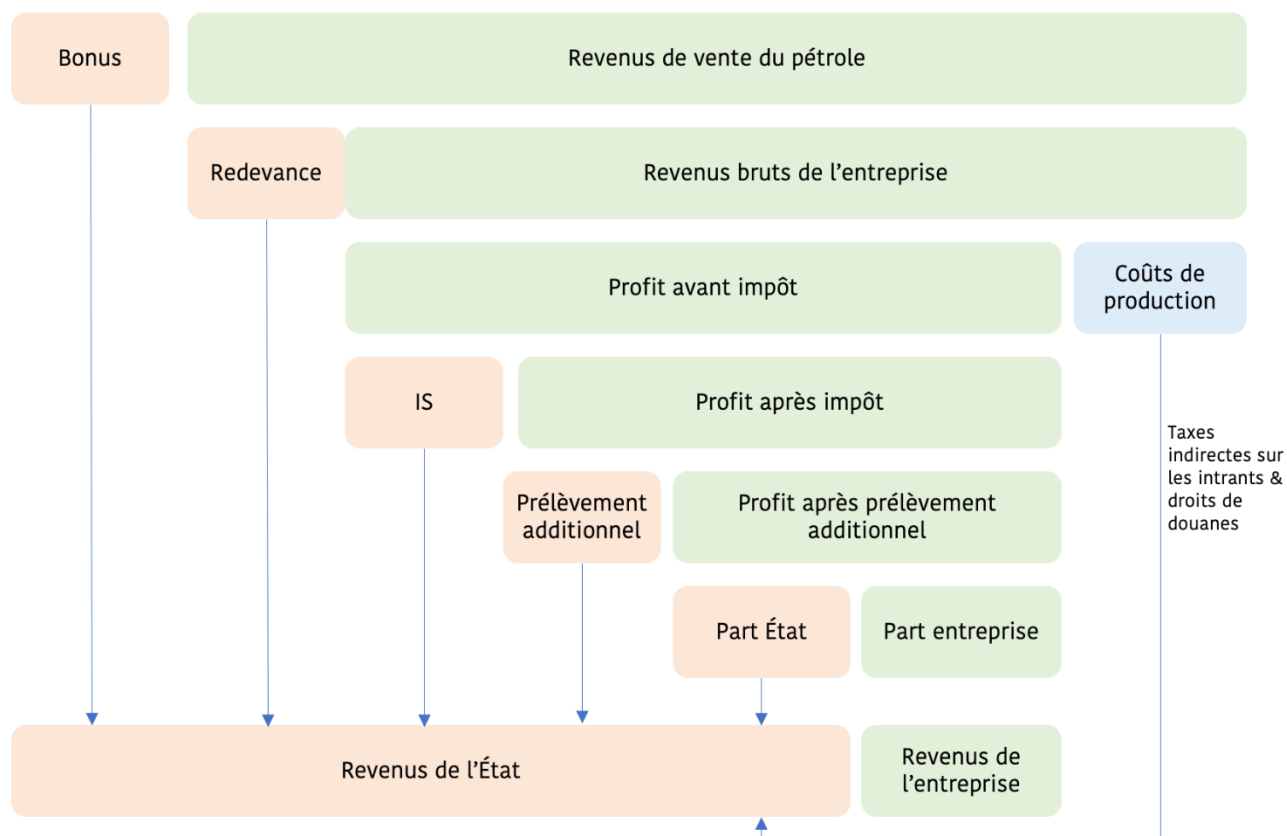 Bonus
Revenus de vente du pétrole
Redevance
Revenus bruts de l’entreprise
Profit avant impôt
Coûts de
production
IS
Profit après impôt
Taxes
indirectes sur
les intrants &
droits de
douanes
Prélèvement
additionnel
Profit après prélèvement
additionnel
Part État
Part entreprise
Revenus de l’État
Revenus de
l’entreprise